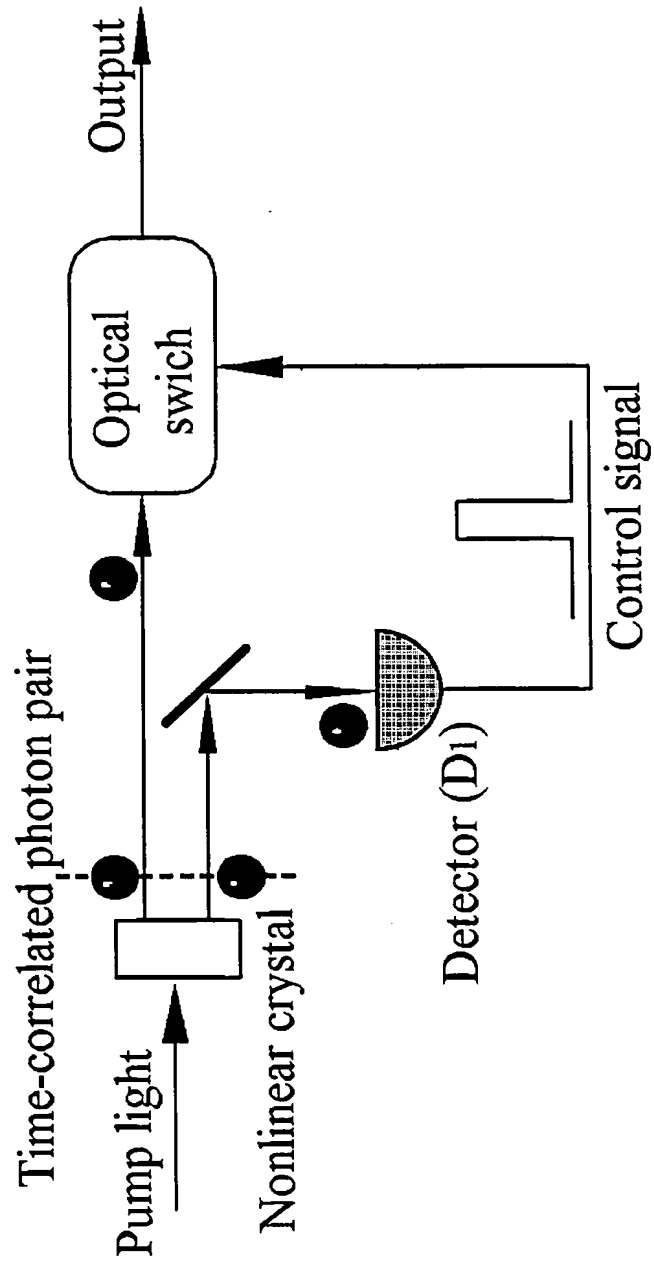 Time-correlated photon pair
Pump light
Nonlinear crystal
Optical
swich
Output
Detector (D1)
Control signal